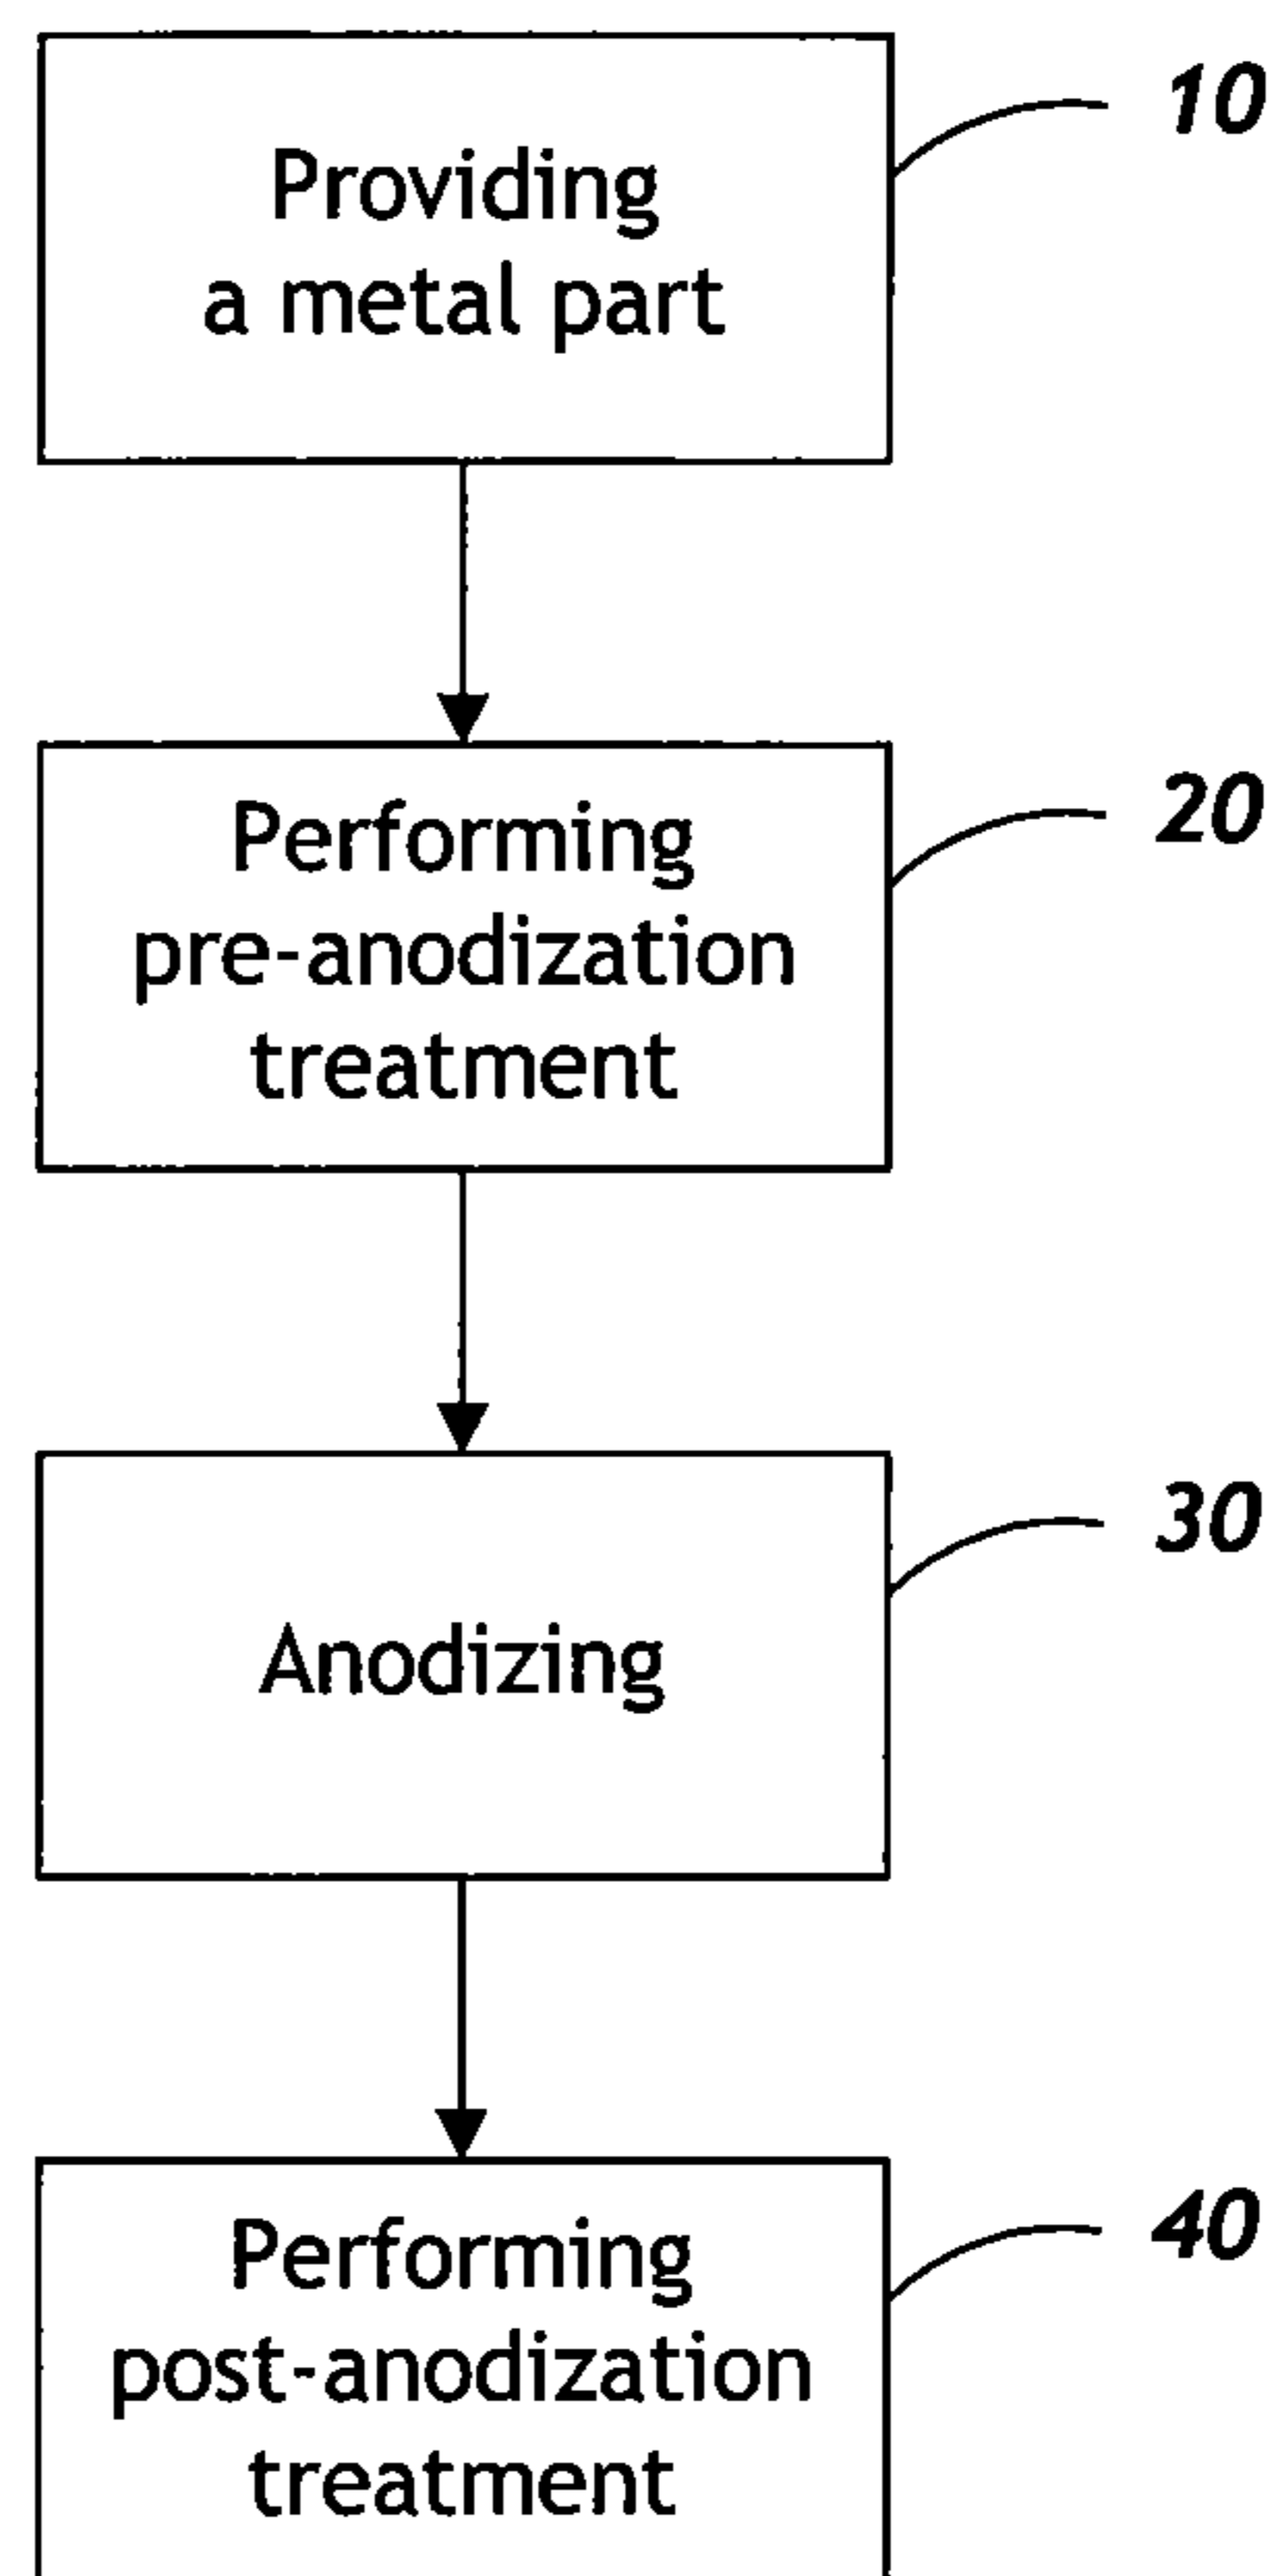 10
Providing
a metal part
20
Performing
pre-anodization
treatment
30
Anodizing
40
Performing
post-anodization
treatment